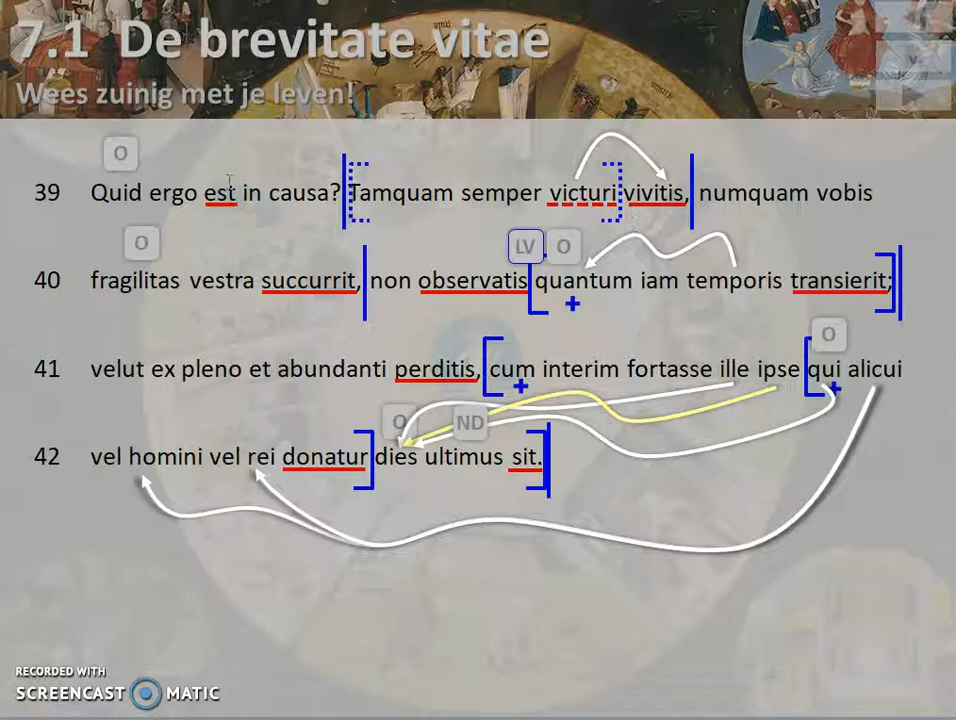 7.1 De brevitate vitae
Wees zuinig met je leven!
O
39 Quid ergo est in causa? Tamquam semper victuri vivitis, numquam vobis
O LV O
40 fragilitas vestra succurrit, non observatis quantum iam temporis transierit;
O
41 velut ex pleno et abundanti perditis, cum interim fortasse ille ipse qui alicui
O ND
42 vel homini vel rei donatur dies ultimus sit.
RECORDED WITH
SCREENCAST MATIC